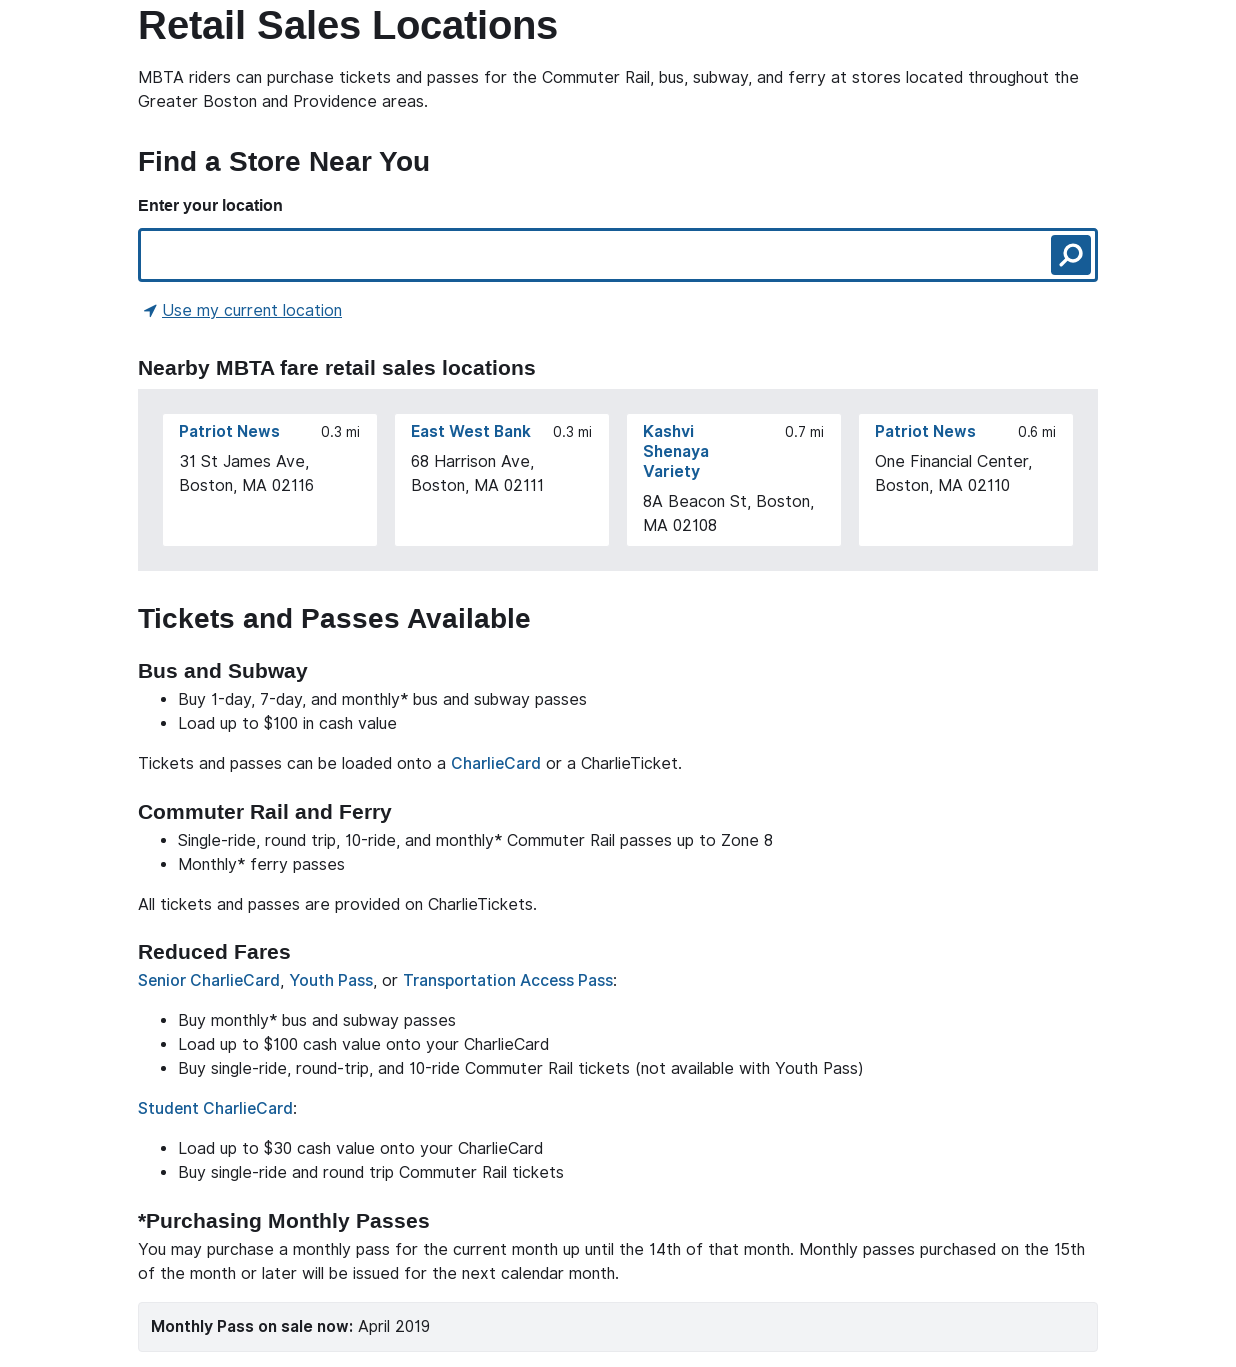 Retail Sales Locations
MBTA riders can purchase tickets and passes for the Commuter Rail, bus, subway, and ferry at stores located throughout the
Greater Boston and Providence areas.
Find a Store Near You
Enter your location
Use my current location
Nearby MBTA fare retail sales locations
Patriot News 0.3 mi
31 St James Ave,
Boston, MA 02116
East West Bank 0.3 mi
68 Harrison Ave,
Boston, MA 02111
Kashvi 0.7 mi
Shenaya
Variety
8A Beacon St, Boston,
MA 02108
Patriot News 0.6 mi
One Financial Center,
Boston, MA 02110
Tickets and Passes Available
Bus and Subway
• Buy 1-day, 7-day, and monthly* bus and subway passes
• Load up to $100 in cash value
Tickets and passes can be loaded onto a CharlieCard or a CharlieTicket.
Commuter Rail and Ferry
• Single-ride, round trip, 10-ride, and monthly* Commuter Rail passes up to Zone 8
• Monthly* ferry passes
All tickets and passes are provided on CharlieTickets.
Reduced Fares
Senior CharlieCard, Youth Pass, or Transportation Access Pass:
• Buy monthly* bus and subway passes
• Load up to $100 cash value onto your CharlieCard
• Buy single-ride, round-trip, and 10-ride Commuter Rail tickets (not available with Youth Pass)
Student CharlieCard:
• Load up to $30 cash value onto your CharlieCard
• Buy single-ride and round trip Commuter Rail tickets
*Purchasing Monthly Passes
You may purchase a monthly pass for the current month up until the 14th of that month. Monthly passes purchased on the 15th
of the month or later will be issued for the next calendar month.
Monthly Pass on sale now: April 2019